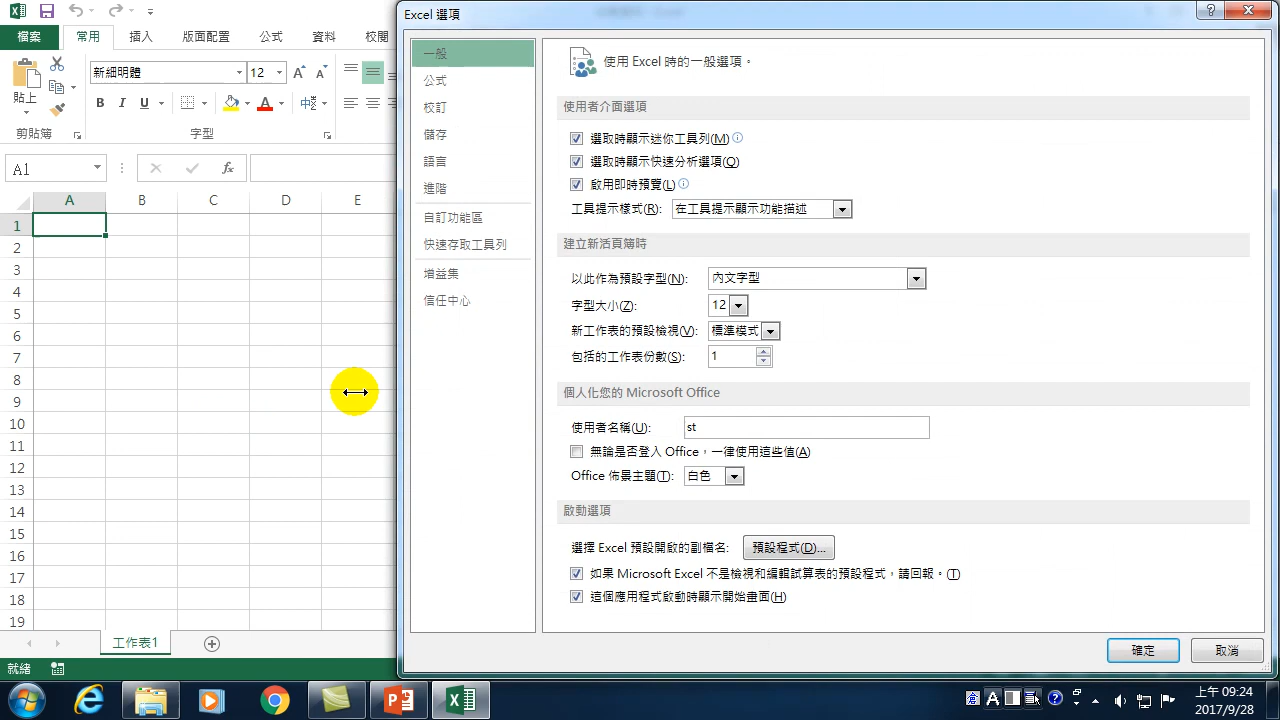 檔案 常用 插入 版面配置 公式 資料 校閱
貼上
新細明體 12
B I U
剪貼簿 字型
A1 fx
A B C D E
1
2
3
4
5
6
7
8
9
10
11
12
13
14
15
16
17
18
19
工作表1
就緒
Excel 選項
一般
公式
校訂
儲存
語言
進階
自訂功能區
快速存取工具列
增益集
信任中心
使用 Excel 時的一般選項。
使用者介面選項
選取時顯示迷你工具列(M)
選取時顯示快速分析選項(Q)
啟用即時預覽(L)
工具提示樣式(R): 在工具提示顯示功能描述
建立新活頁簿時
以此作為預設字型(N): 內文字型
字型大小(Z): 12
新工作表的預設檢視(V): 標準模式
包括的工作表份數(S): 1
個人化您的 Microsoft Office
使用者名稱(U): st
無論是否登入 Office，一律使用這些值(A)
Office 佈景主題(T): 白色
啟動選項
選擇 Excel 預設開啟的副檔名: 預設程式(D)...
如果 Microsoft Excel 不是檢視和編輯試算表的預設程式，請回報。(T)
這個應用程式啟動時顯示開始畫面(H)
確定 取消
上午 09:24
2017/9/28